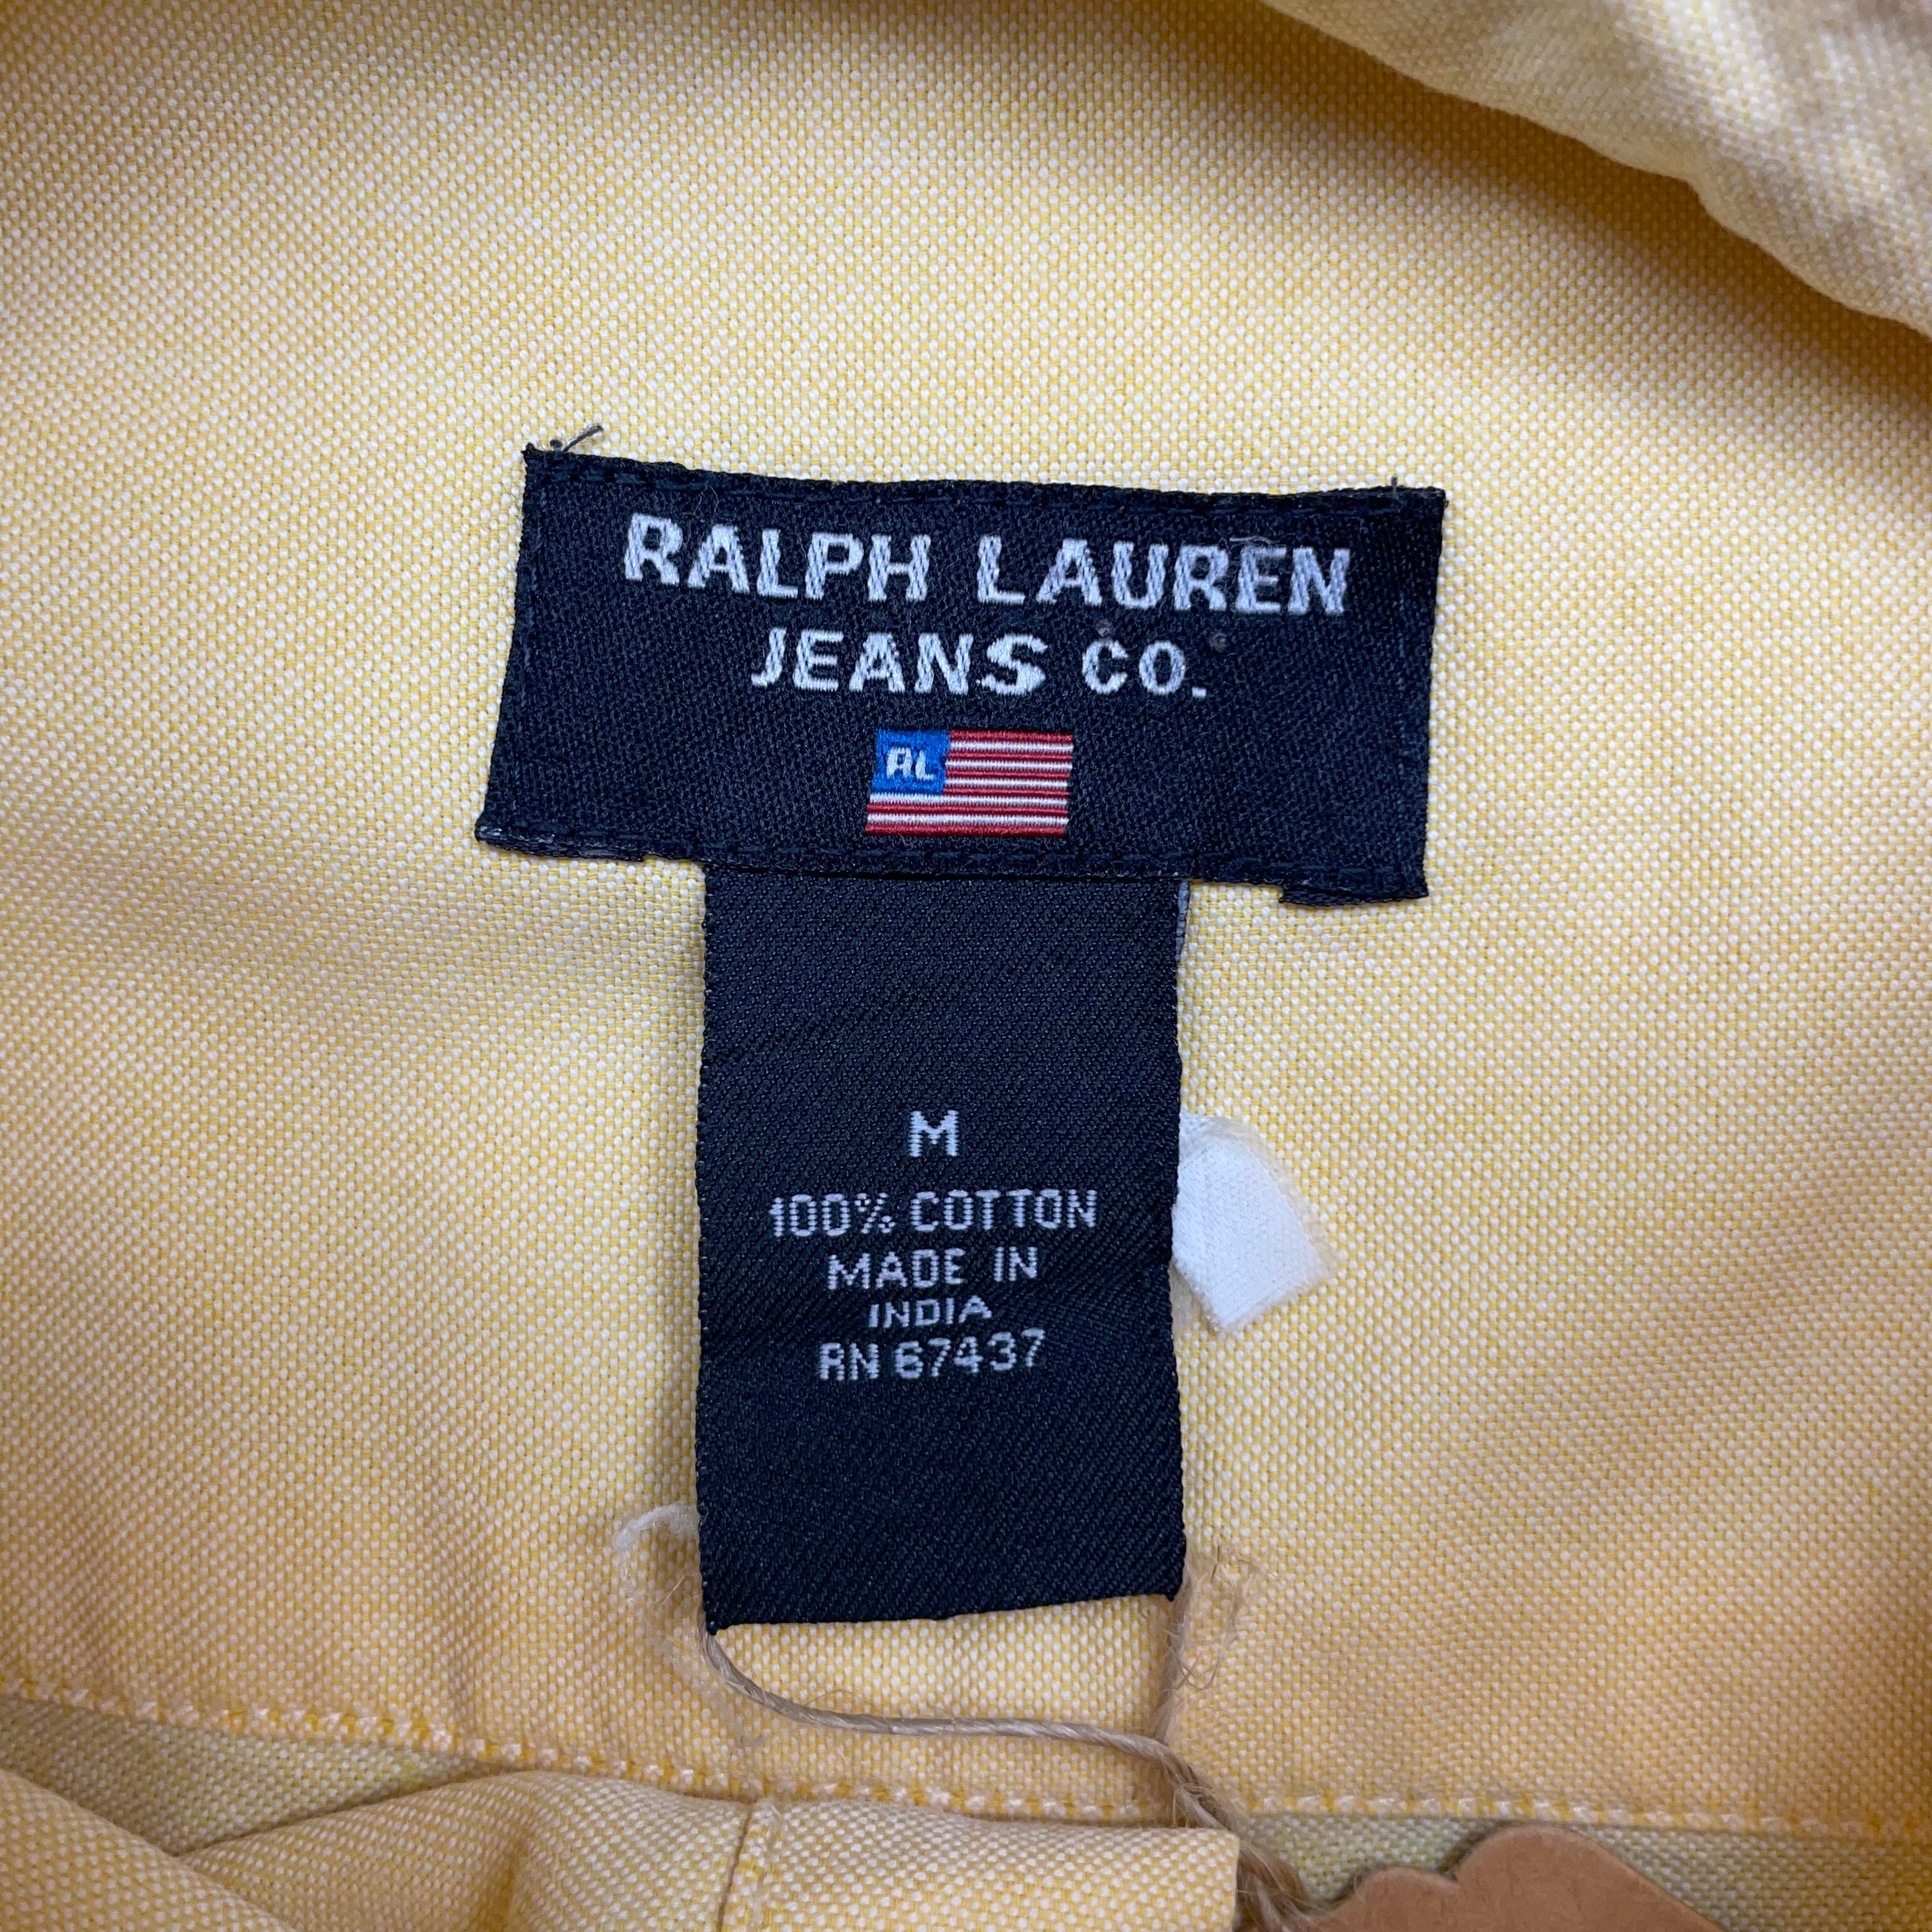 RALPH LAUREN
JEANS CO.
RL
M
100% COTTON
MADE IN
INDIA
RN 67437